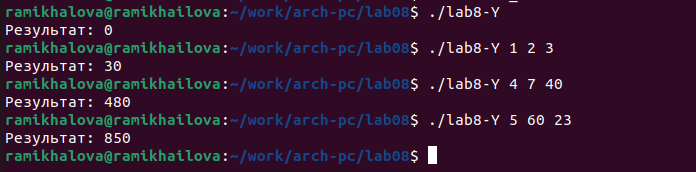 ramikhalova@ramikhailova:~/work/arch-pc/lab08$ ./lab8-Y
Результат: 0
ramikhalova@ramikhailova:~/work/arch-pc/lab08$ ./lab8-Y 1 2 3
Результат: 30
ramikhalova@ramikhailova:~/work/arch-pc/lab08$ ./lab8-Y 4 7 40
Результат: 480
ramikhalova@ramikhailova:~/work/arch-pc/lab08$ ./lab8-Y 5 60 23
Результат: 850
ramikhalova@ramikhailova:~/work/arch-pc/lab08$